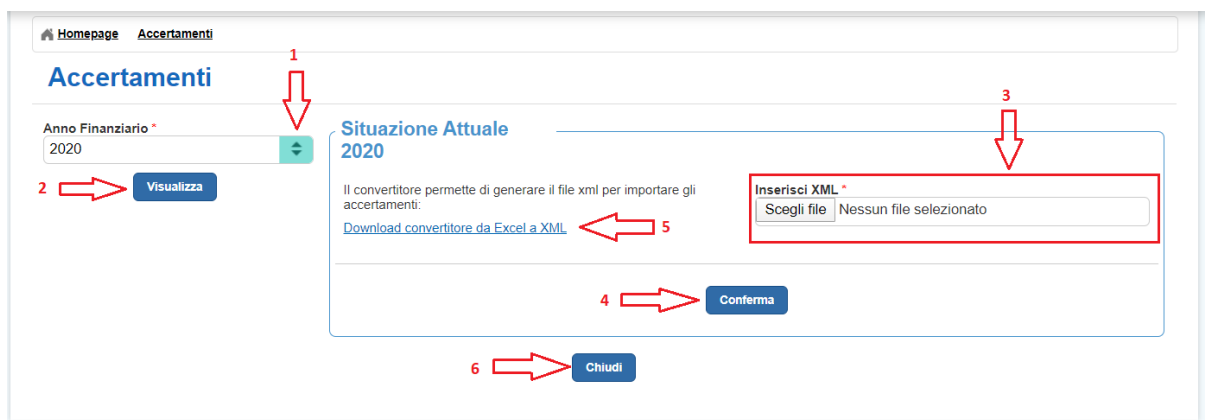 Homepage Accertamenti
1
Accertamenti
3
Anno Finanziario *
2020
Situazione Attuale
2020
2
Visualizza
Il convertitore permette di generare il file xml per importare gli
accertamenti:
Download convertitore da Excel a XML
5
Inserisci XML *
Scegli file Nessun file selezionato
4
Conferma
6
Chiudi